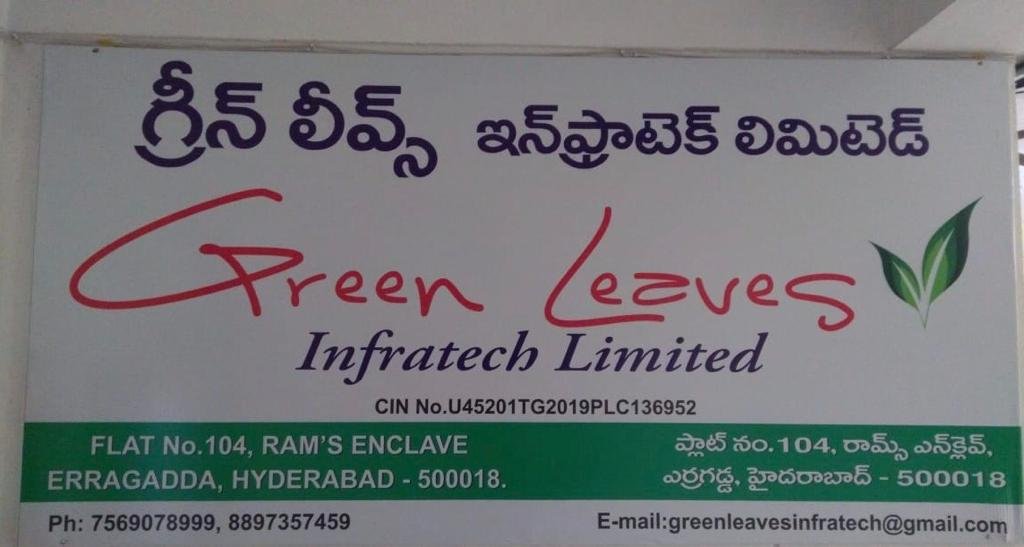 గ్రీన్ లీవ్స్ ఇన్‌ఫ్రాటెక్ లిమిటెడ్
Green Leaves
Infratech Limited
CIN No.U45201TG2019PLC136952
FLAT No.104, RAM'S ENCLAVE
ERRAGADDA, HYDERABAD - 500018.
ఫ్లాట్ నం.104, రామ్స్ ఎన్‌క్లైవ్,
ఎర్రగడ్డ, హైదరాబాద్ - 500018
Ph: 7569078999, 8897357459
E-mail:greenleavesinfratech@gmail.com